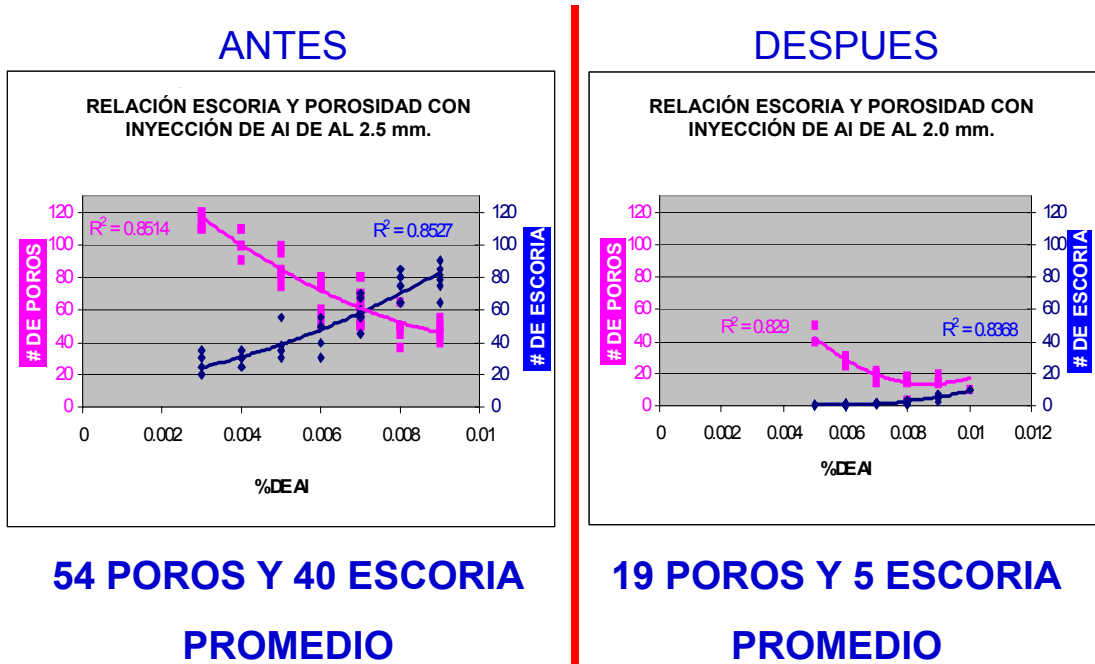 ANTES
RELACIÓN ESCORIA Y POROSIDAD CON
INYECCIÓN DE Al DE AL 2.5 mm.
R² = 0.8514
R² = 0.8527
# DE POROS
# DE ESCORIA
120
100
80
60
40
20
0
120
100
80
60
40
20
0
0
0.002
0.004
0.006
0.008
0.01
%DE Al
54 POROS Y 40 ESCORIA
PROMEDIO
DESPUES
RELACIÓN ESCORIA Y POROSIDAD CON
INYECCIÓN DE Al DE AL 2.0 mm.
R² = 0.829
R² = 0.8368
# DE POROS
# DE ESCORIA
120
100
80
60
40
20
0
120
100
80
60
40
20
0
0
0.002
0.004
0.006
0.008
0.01
0.012
%DE Al
19 POROS Y 5 ESCORIA
PROMEDIO